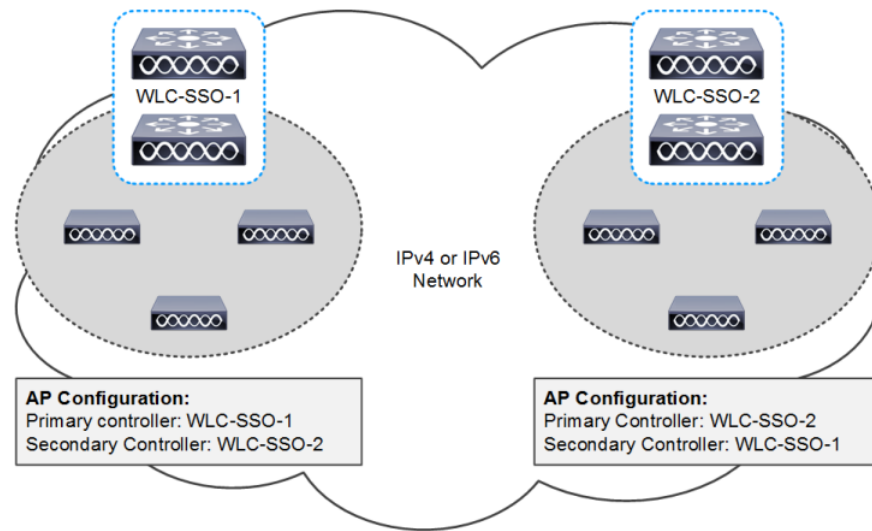 WLC-SSO-1
WLC-SSO-2
IPv4 or IPv6
Network
AP Configuration:
Primary controller: WLC-SSO-1
Secondary Controller: WLC-SSO-2
AP Configuration:
Primary Controller: WLC-SSO-2
Secondary Controller: WLC-SSO-1